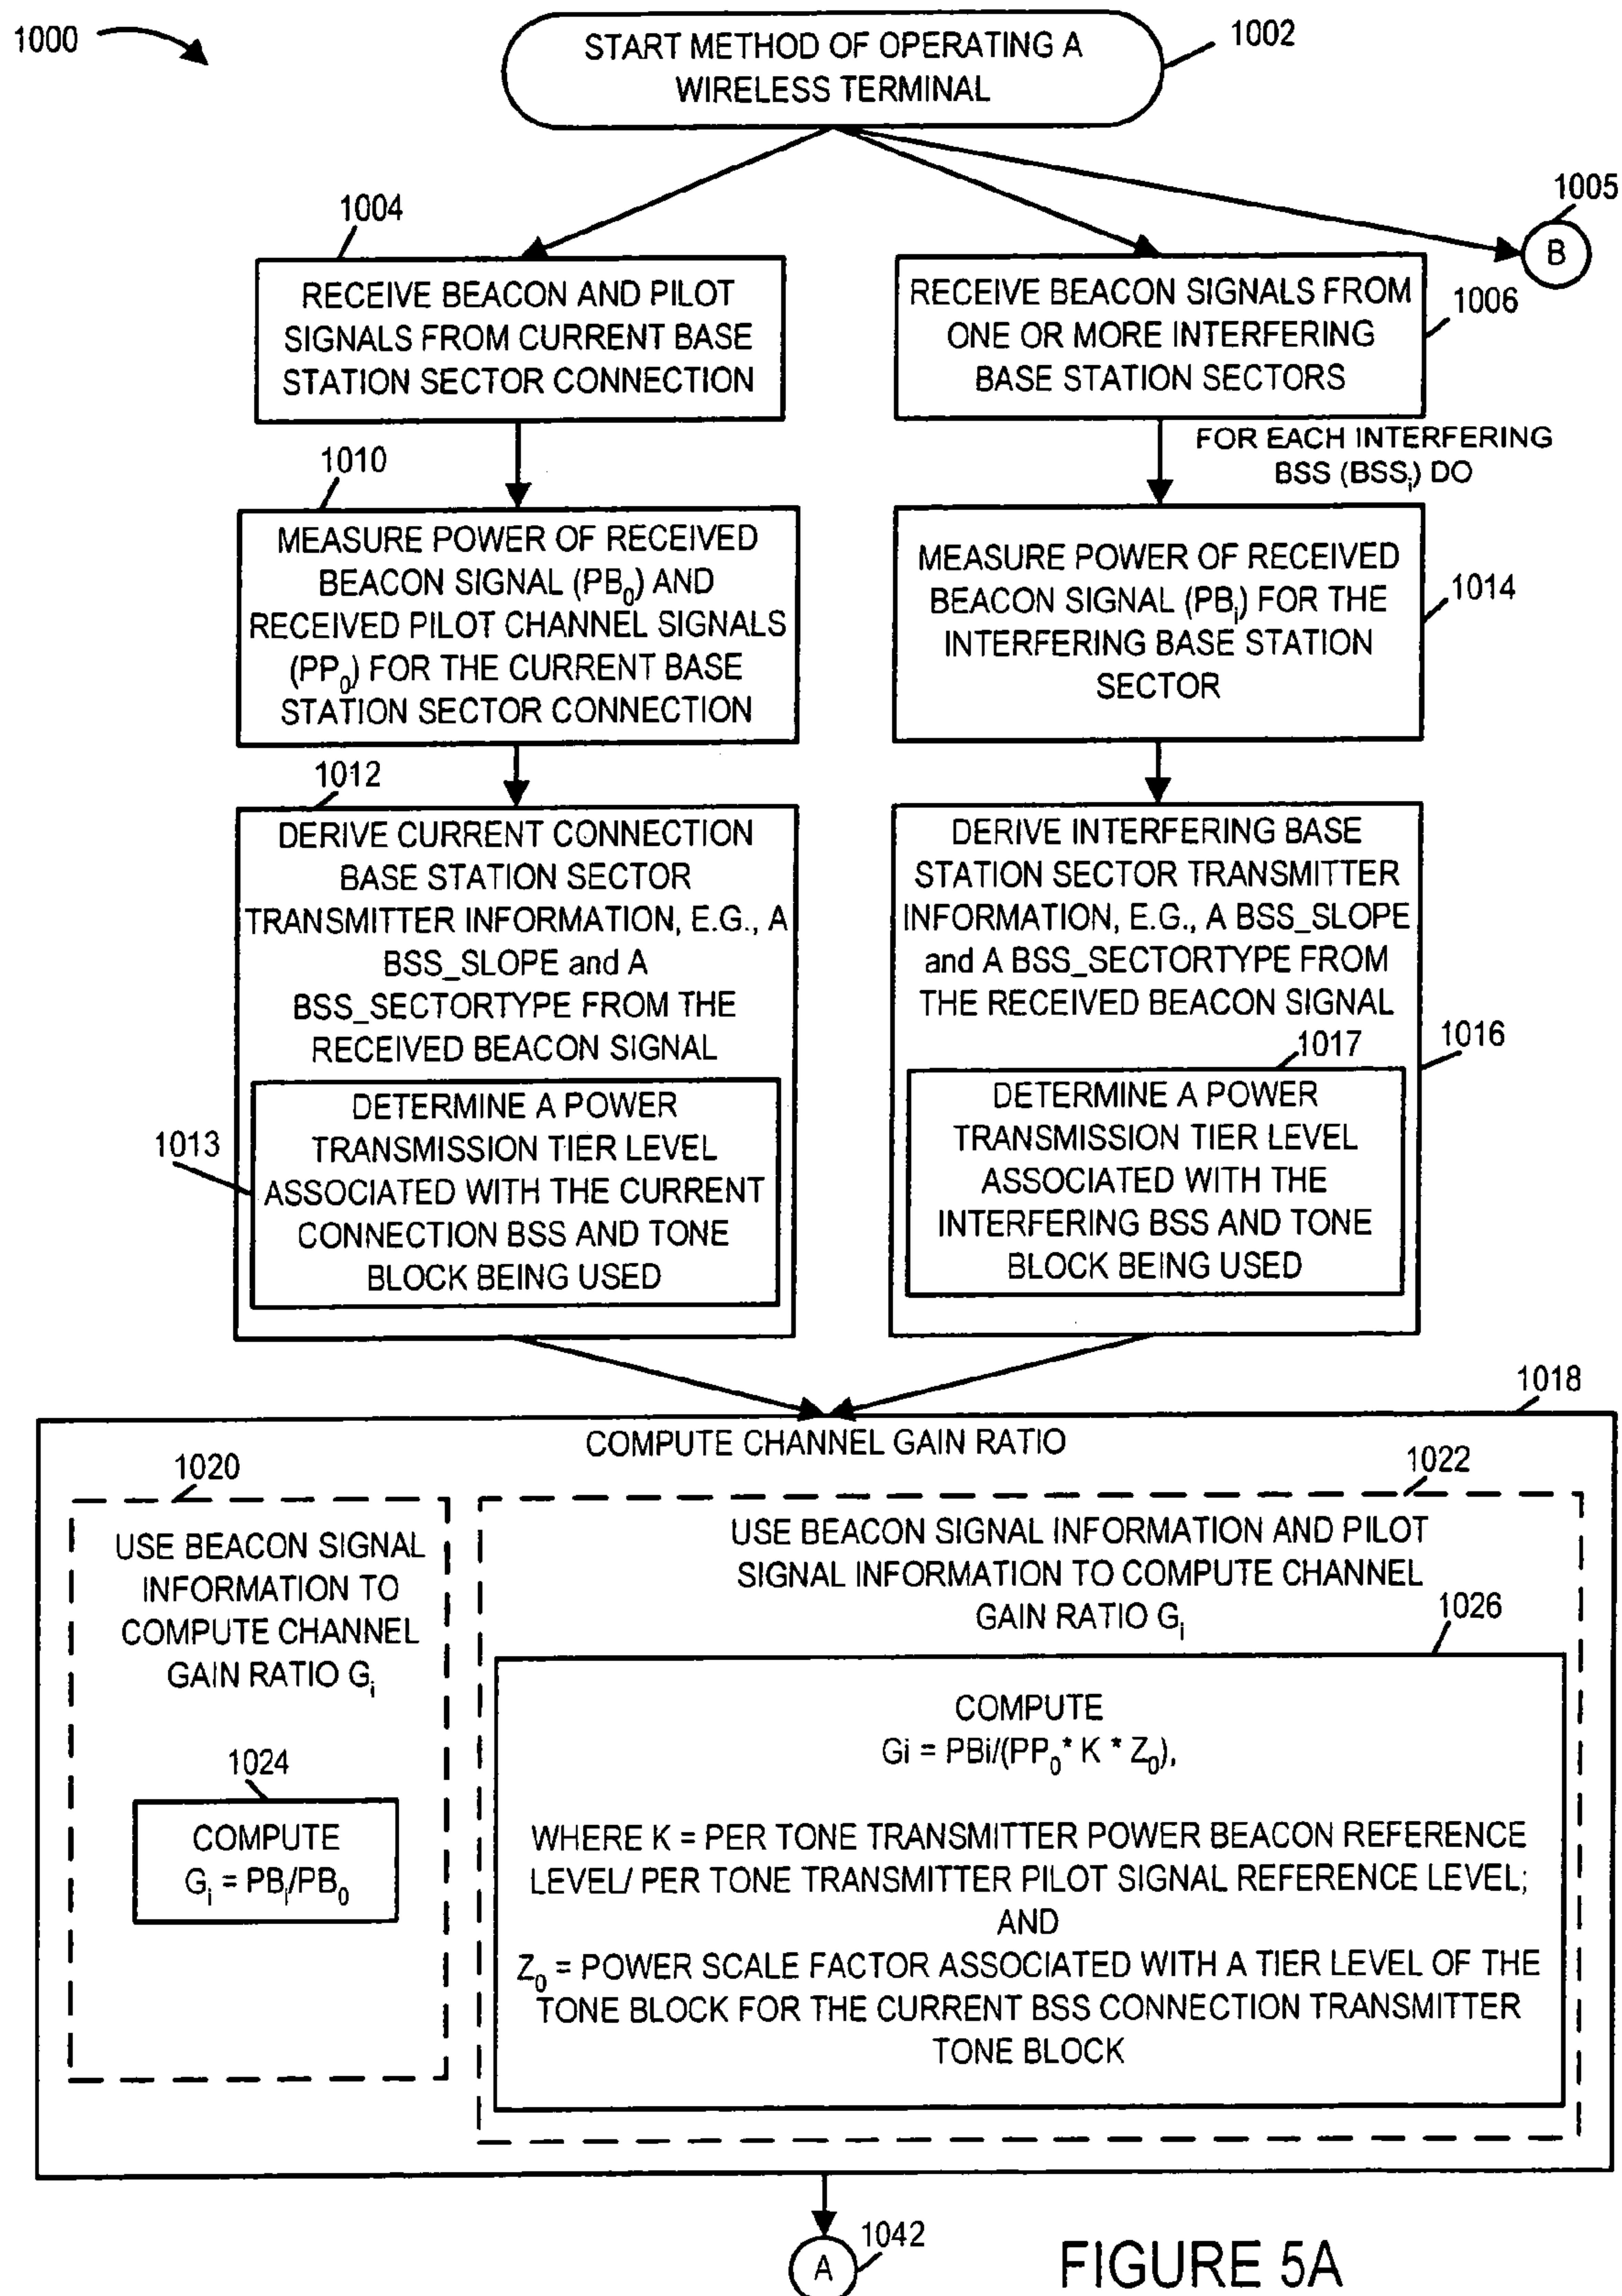 1000
START METHOD OF OPERATING A
WIRELESS TERMINAL
1002
1005
B
1004
RECEIVE BEACON AND PILOT
SIGNALS FROM CURRENT BASE
STATION SECTOR CONNECTION
RECEIVE BEACON SIGNALS FROM
ONE OR MORE INTERFERING
BASE STATION SECTORS
1006
FOR EACH INTERFERING
BSS (BSSi) DO
1010
MEASURE POWER OF RECEIVED
BEACON SIGNAL (PB0) AND
RECEIVED PILOT CHANNEL SIGNALS
(PP0) FOR THE CURRENT BASE
STATION SECTOR CONNECTION
MEASURE POWER OF RECEIVED
BEACON SIGNAL (PBi) FOR THE
INTERFERING BASE STATION
SECTOR
1014
1012
DERIVE CURRENT CONNECTION
BASE STATION SECTOR
TRANSMITTER INFORMATION, E.G., A
BSS_SLOPE and A
BSS_SECTORTYPE FROM THE
RECEIVED BEACON SIGNAL
1013
DETERMINE A POWER
TRANSMISSION TIER LEVEL
ASSOCIATED WITH THE CURRENT
CONNECTION BSS AND TONE
BLOCK BEING USED
DERIVE INTERFERING BASE
STATION SECTOR TRANSMITTER
INFORMATION, E.G., A BSS_SLOPE
and A BSS_SECTORTYPE FROM
THE RECEIVED BEACON SIGNAL
1016
1017
DETERMINE A POWER
TRANSMISSION TIER LEVEL
ASSOCIATED WITH THE
INTERFERING BSS AND TONE
BLOCK BEING USED
1018
COMPUTE CHANNEL GAIN RATIO
1020
USE BEACON SIGNAL
INFORMATION TO
COMPUTE CHANNEL
GAIN RATIO Gi
1024
COMPUTE
Gi = PBi/PB0
1022
USE BEACON SIGNAL INFORMATION AND PILOT
SIGNAL INFORMATION TO COMPUTE CHANNEL
GAIN RATIO Gi
1026
COMPUTE
Gi = PBi/(PP0* K * Z0),
WHERE K = PER TONE TRANSMITTER POWER BEACON REFERENCE
LEVEL/ PER TONE TRANSMITTER PILOT SIGNAL REFERENCE LEVEL;
AND
Z0 = POWER SCALE FACTOR ASSOCIATED WITH A TIER LEVEL OF THE
TONE BLOCK FOR THE CURRENT BSS CONNECTION TRANSMITTER
TONE BLOCK
A
1042
FIGURE 5A